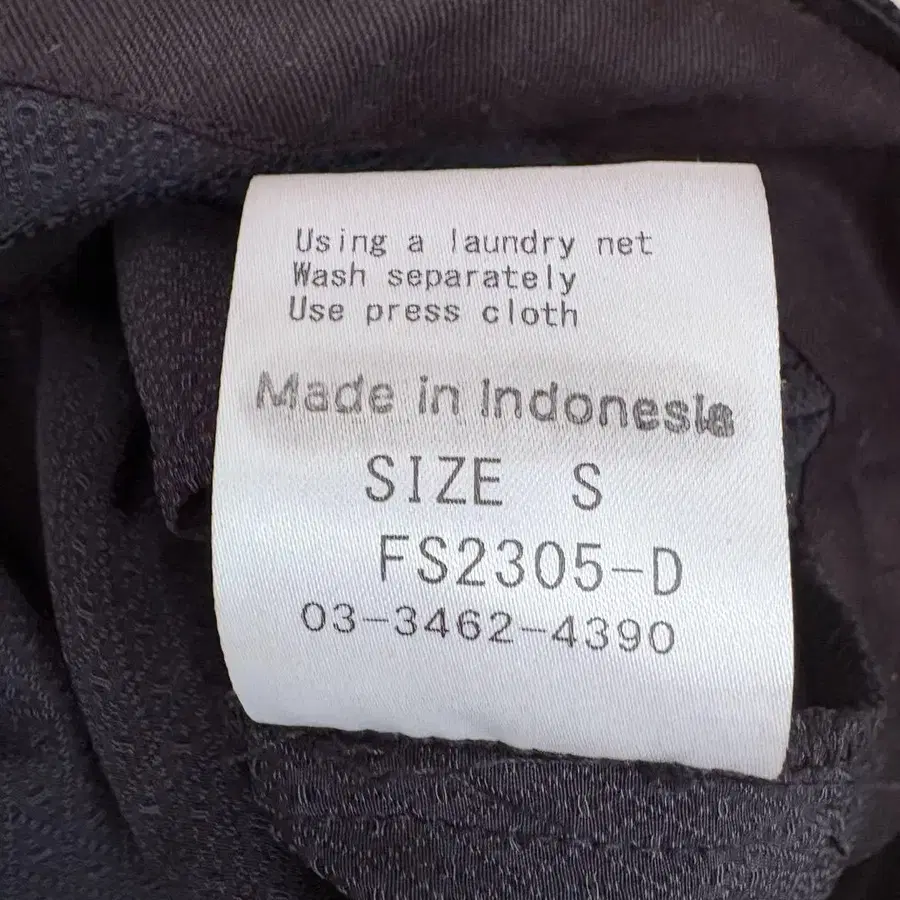 Using a laundry net
Wash separately
Use press cloth
Made in Indonesia
SIZE S
FS2305-D
03-3462-4390